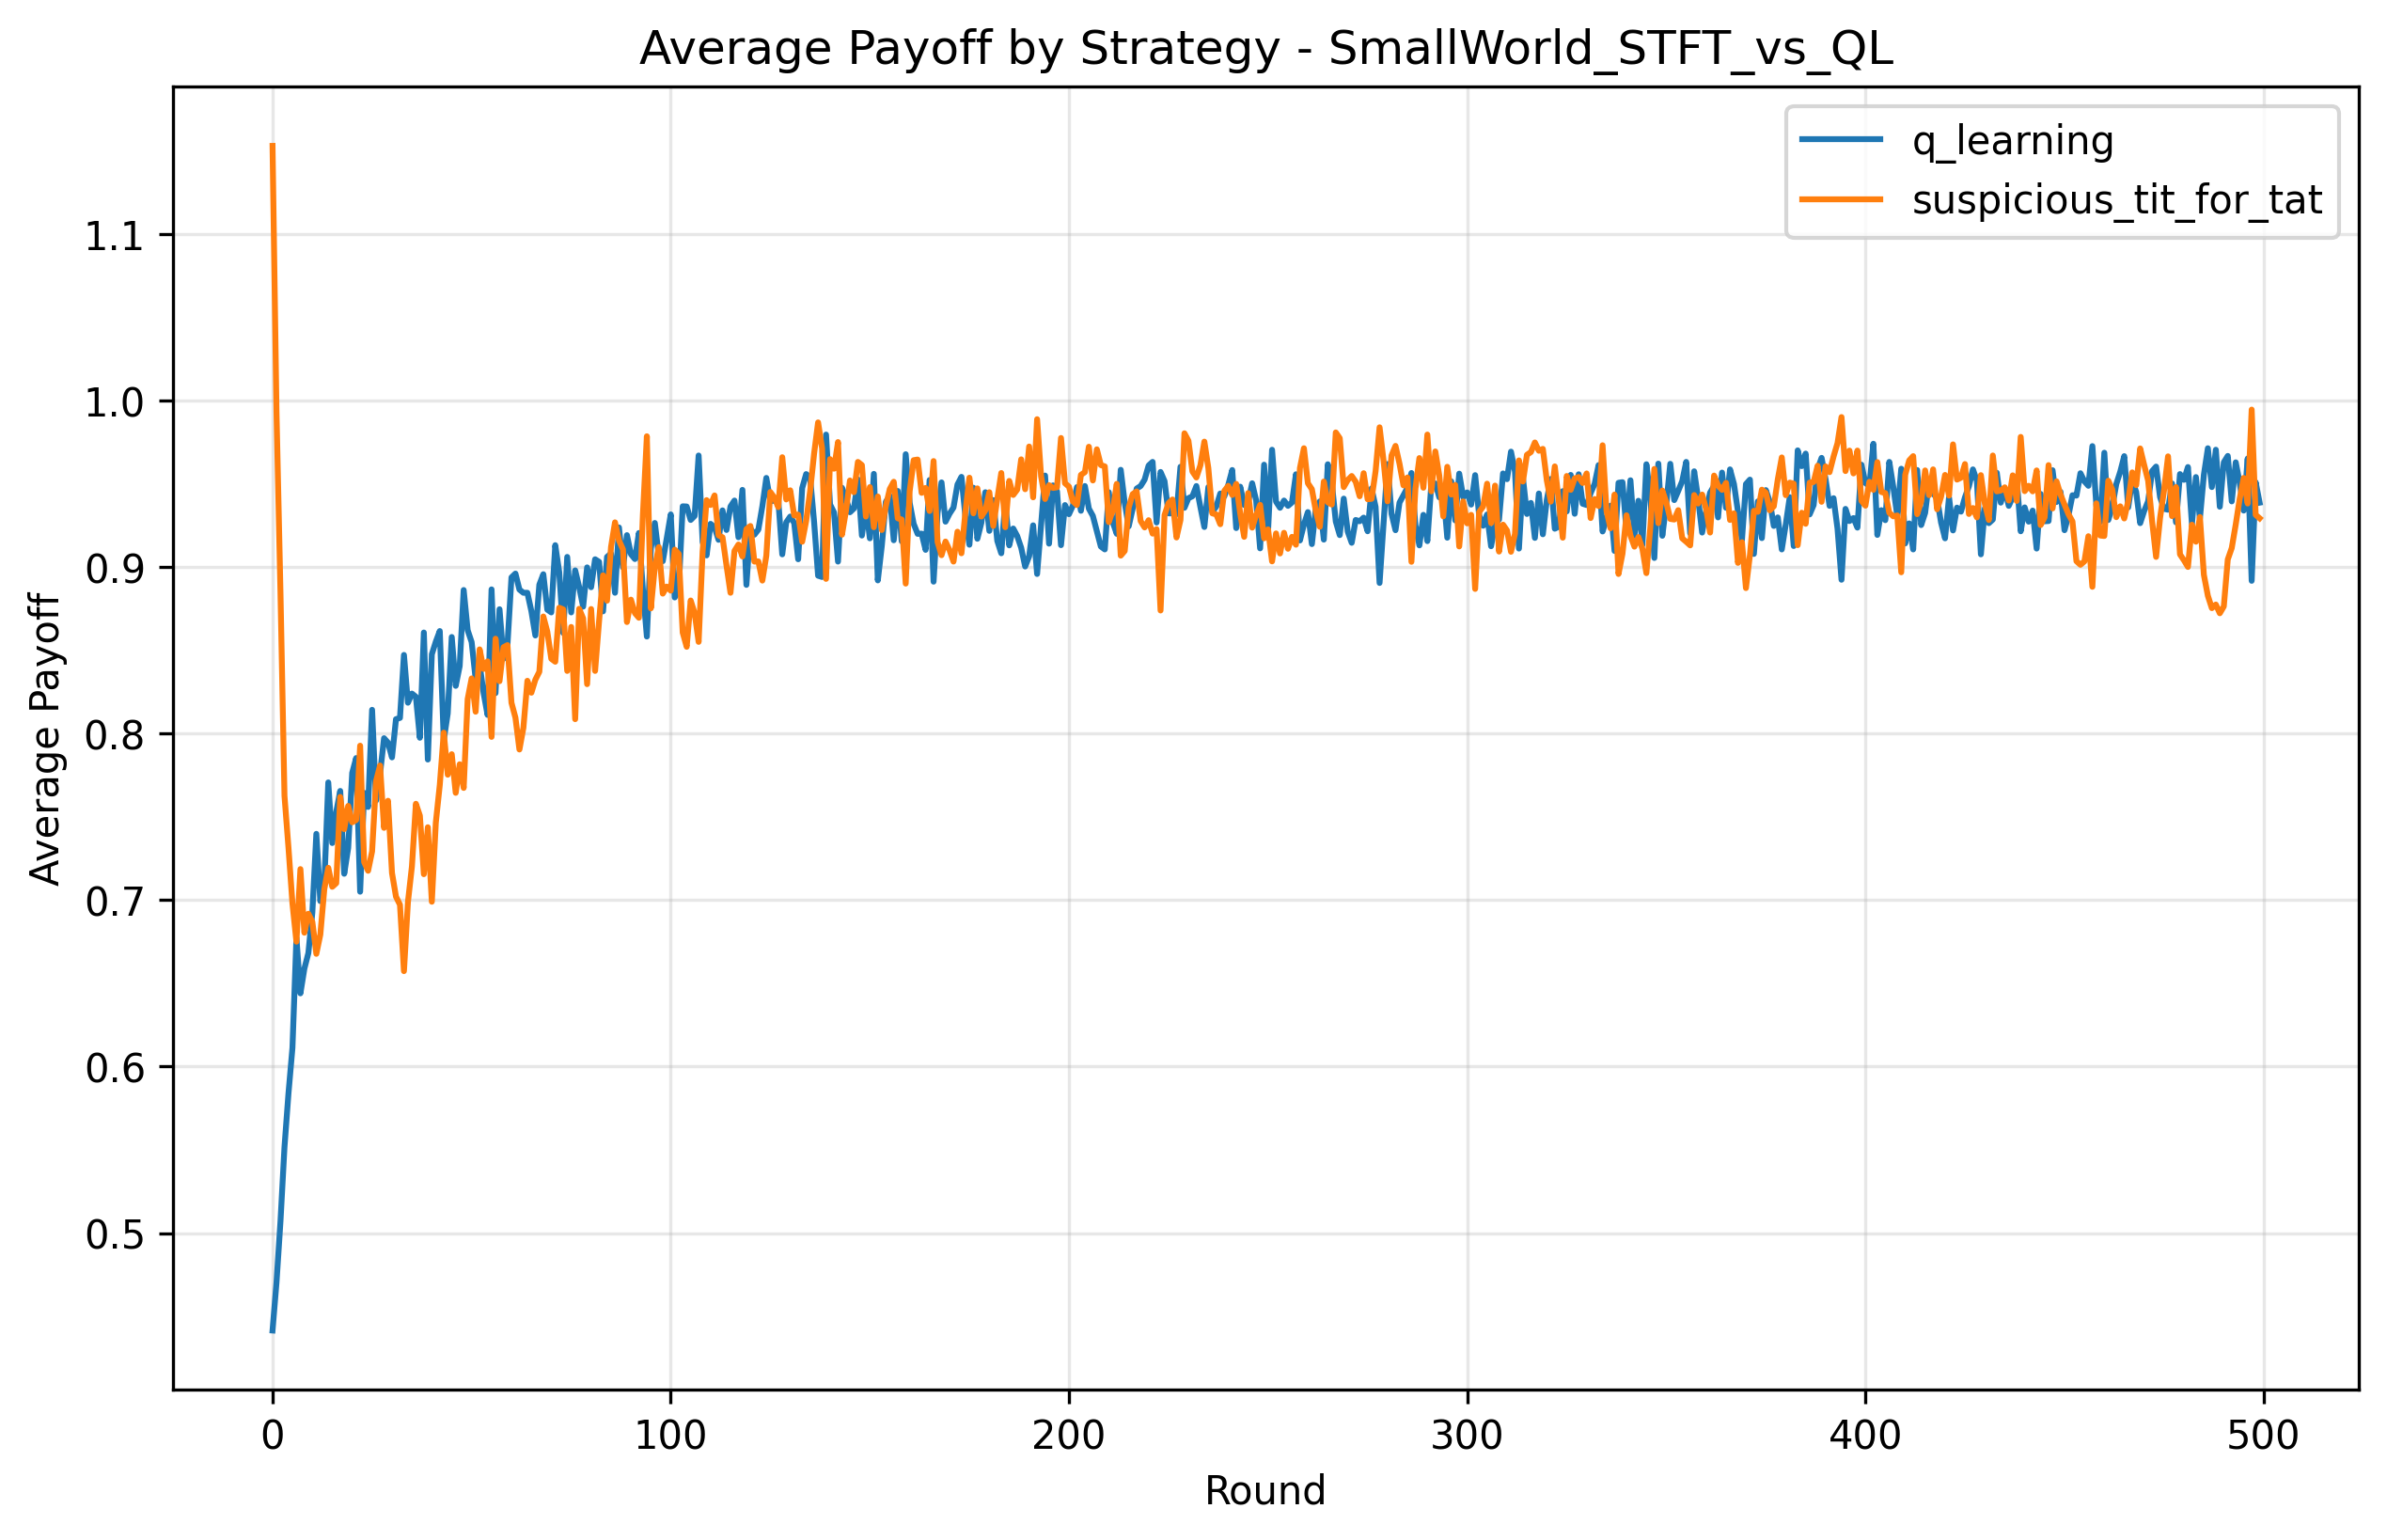 Average Payoff by Strategy - SmallWorld_STFT_vs_QL
q_learning
suspicious_tit_for_tat
1.1
1.0
0.9
0.8
0.7
0.6
0.5
Average Payoff
0 100 200 300 400 500
Round